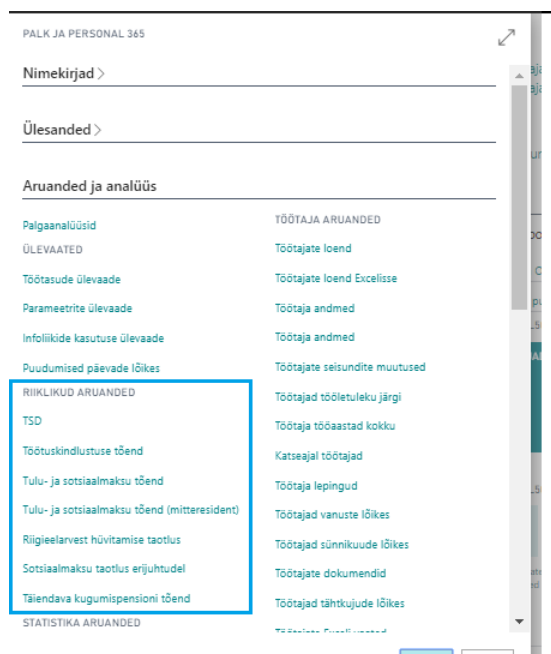 PALK JA PERSONAL 365
Nimekirjad >
Ülesanded >
Aruanded ja analüüs
Palgaanalüüsid
ÜLEVAATED
Töötasude ülevaade
Parameetrite ülevaade
Infoliikide kasutuse ülevaade
Puudumised päevade lõikes
RIIKLIKUD ARUANDED
TSD
Töötuskindlustuse tõend
Tulu- ja sotsiaalmaksu tõend
Tulu- ja sotsiaalmaksu tõend (mitteresident)
Riigieelarvest hüvitamise taotlus
Sotsiaalmaksu taotlus erijuhtudel
Täiendava kugumispensioni tõend
STATISTIKA ARUANDED
TÖÖTAJA ARUANDED
Töötajate loend
Töötajate loend Excelisse
Töötaja andmed
Töötaja andmed
Töötajate seisundite muutused
Töötajad tööletuleku järgi
Töötaja tööaastad kokku
Katseajal töötajad
Töötaja lepingud
Töötajad vanuste lõikes
Töötajad sünnikuude lõikes
Töötajate dokumendid
Töötajad tähtkujude lõikes